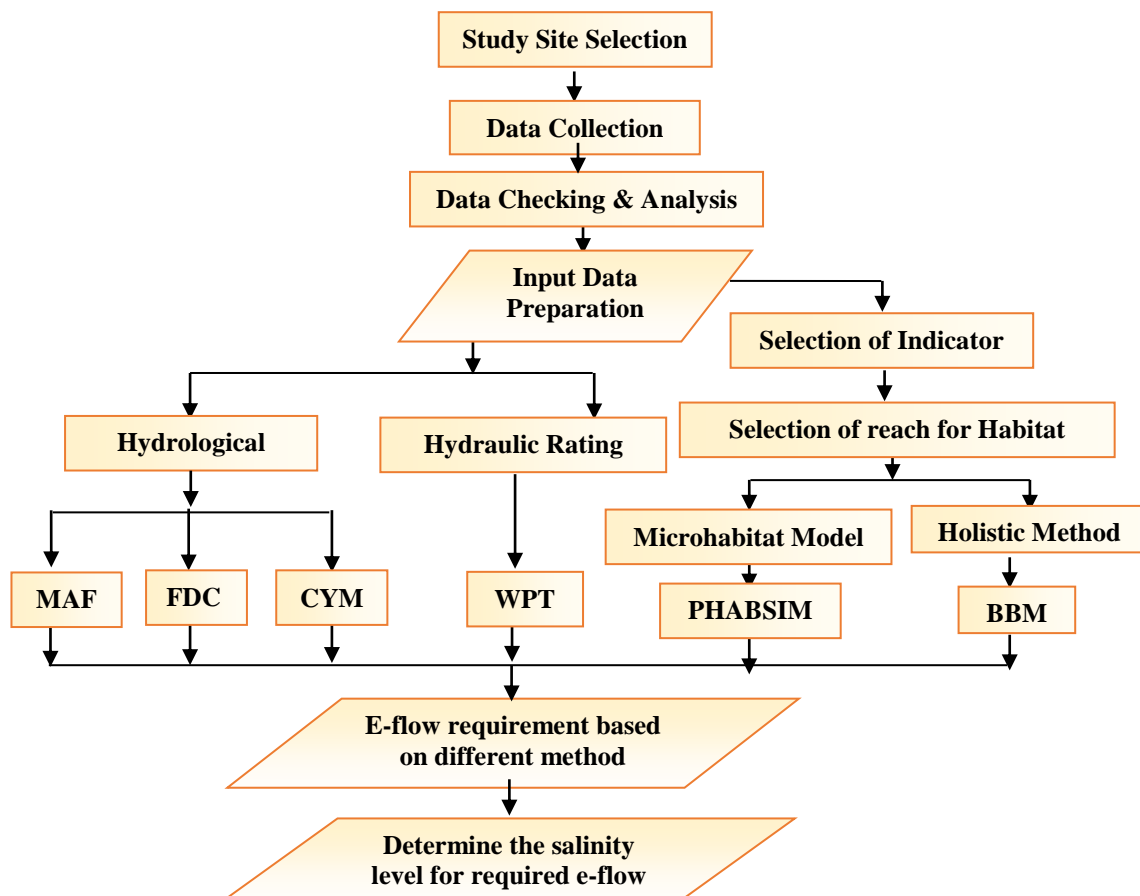 Study Site Selection
Data Collection
Data Checking & Analysis
Input Data
Preparation
Selection of Indicator
Hydrological
Hydraulic Rating
Selection of reach for Habitat
Microhabitat Model
Holistic Method
MAF
FDC
CYM
WPT
PHABSIM
BBM
E-flow requirement based
on different method
Determine the salinity
level for required e-flow